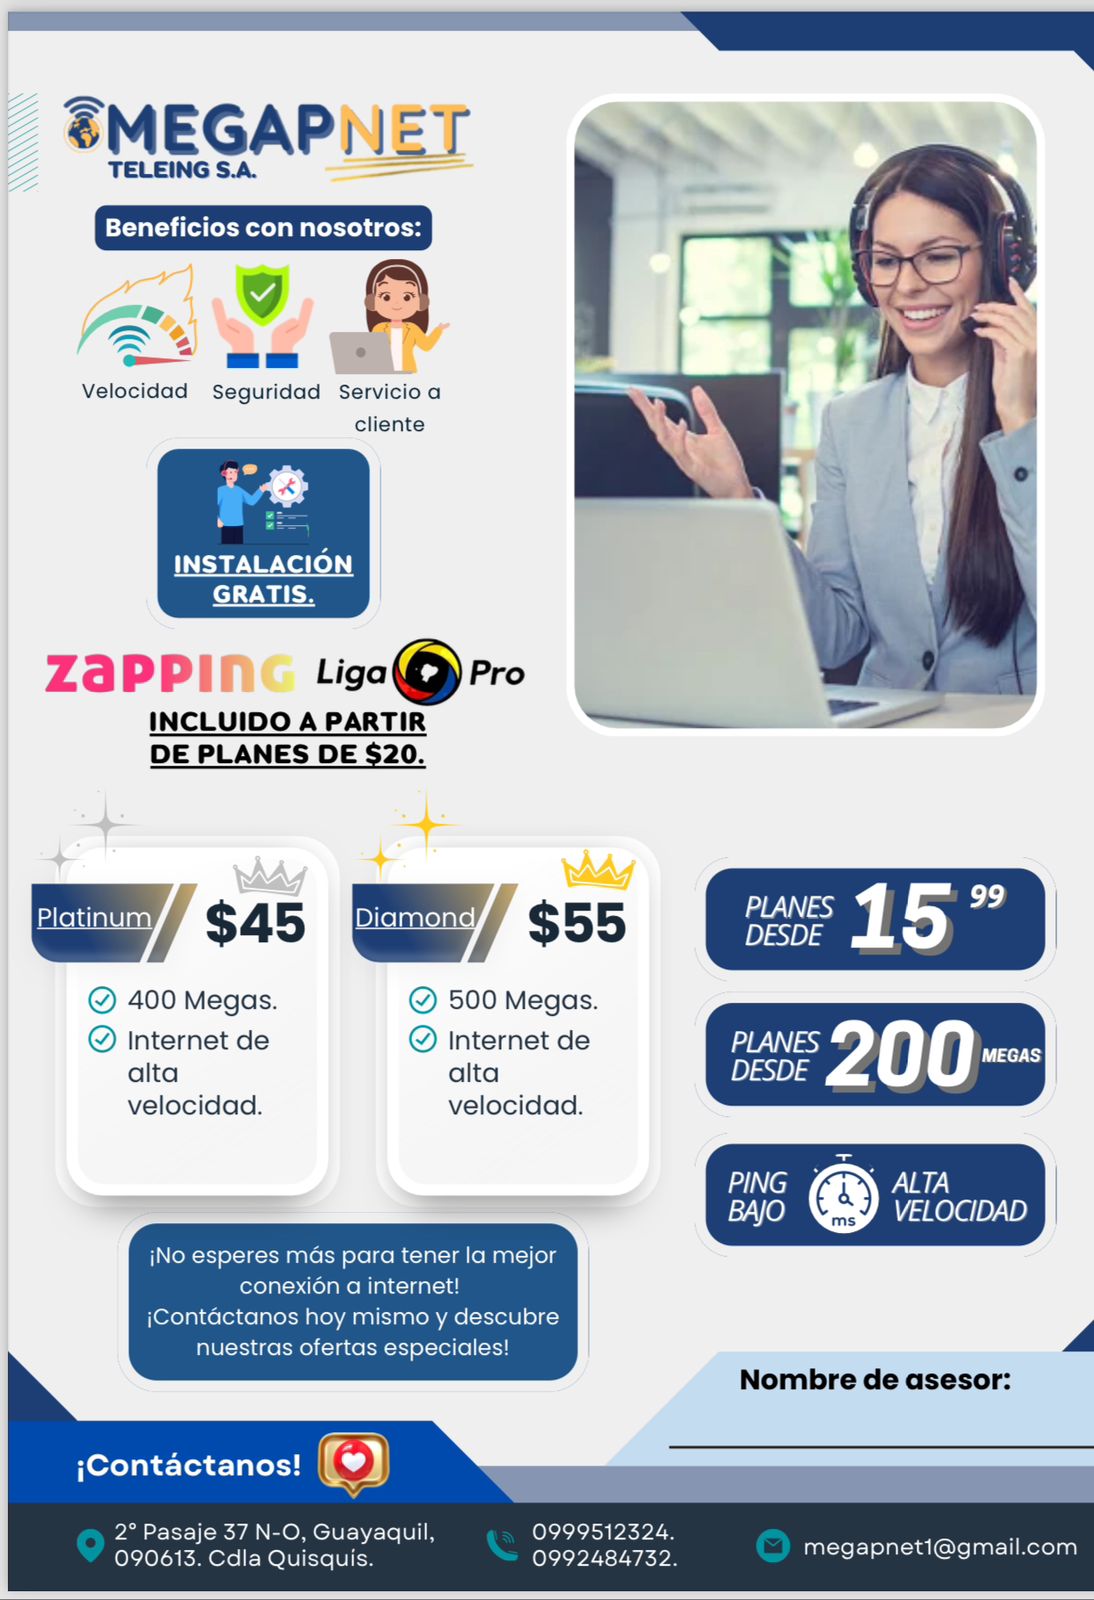 MEGAPNET
TELEING S.A.
Beneficios con nosotros:
Velocidad
Seguridad
Servicio a
cliente
INSTALACIÓN
GRATIS.
zapping
Liga Pro
INCLUIDO A PARTIR
DE PLANES DE $20.
Platinum
$45
400 Megas.
Internet de
alta
velocidad.
Diamond
$55
500 Megas.
Internet de
alta
velocidad.
PLANES
DESDE
15 99
PLANES
DESDE
200 MEGAS
PING
BAJO
ms
ALTA
VELOCIDAD
¡No esperes más para tener la mejor
conexión a internet!
¡Contáctanos hoy mismo y descubre
nuestras ofertas especiales!
Nombre de asesor:
¡Contáctanos!
2° Pasaje 37 N-O, Guayaquil,
090613. Cdla Quisquís.
0999512324.
0992484732.
megapnet1@gmail.com